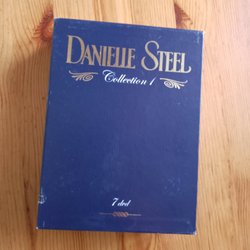 DANIELLE STEEL
Collection 1
7 dvd